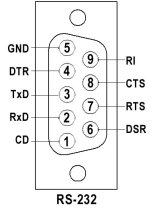 GND 5
9 RI
DTR 4
8 CTS
TxD 3
7 RTS
RxD 2
6 DSR
CD 1
RS-232